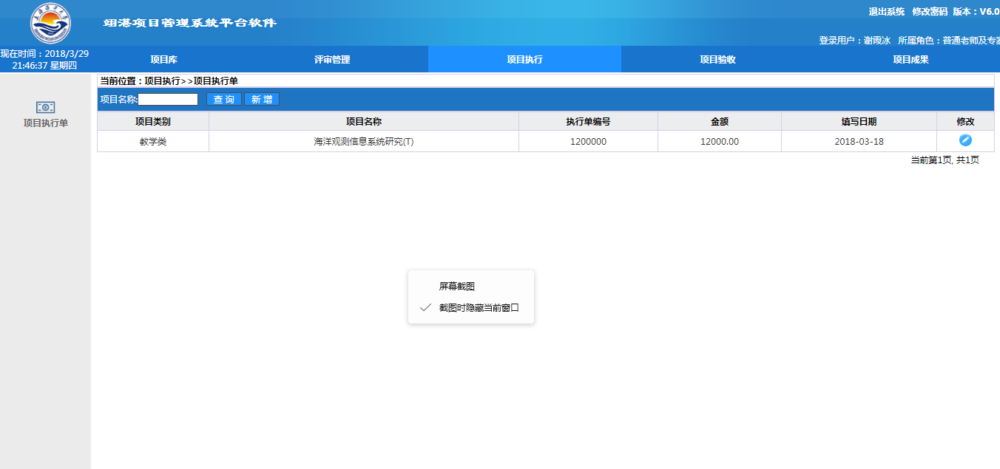 退出系统 修改密码 版本：V6.0
翊港项目管理系统平台软件
登录用户：谢霞冰 所属角色：普通老师及专家
现在时间：2018/3/29
21:46:37 星期四
项目库 评审管理 项目执行 项目验收 项目成果
当前位置：项目执行>>项目执行单
项目名称: 查 询 新 增
项目执行单
项目类别 项目名称 执行单编号 金额 填写日期 修改
教学类 海洋观测信息系统研究(T) 1200000 12000.00 2018-03-18
当前第1页, 共1页
屏幕截图
截图时隐藏当前窗口